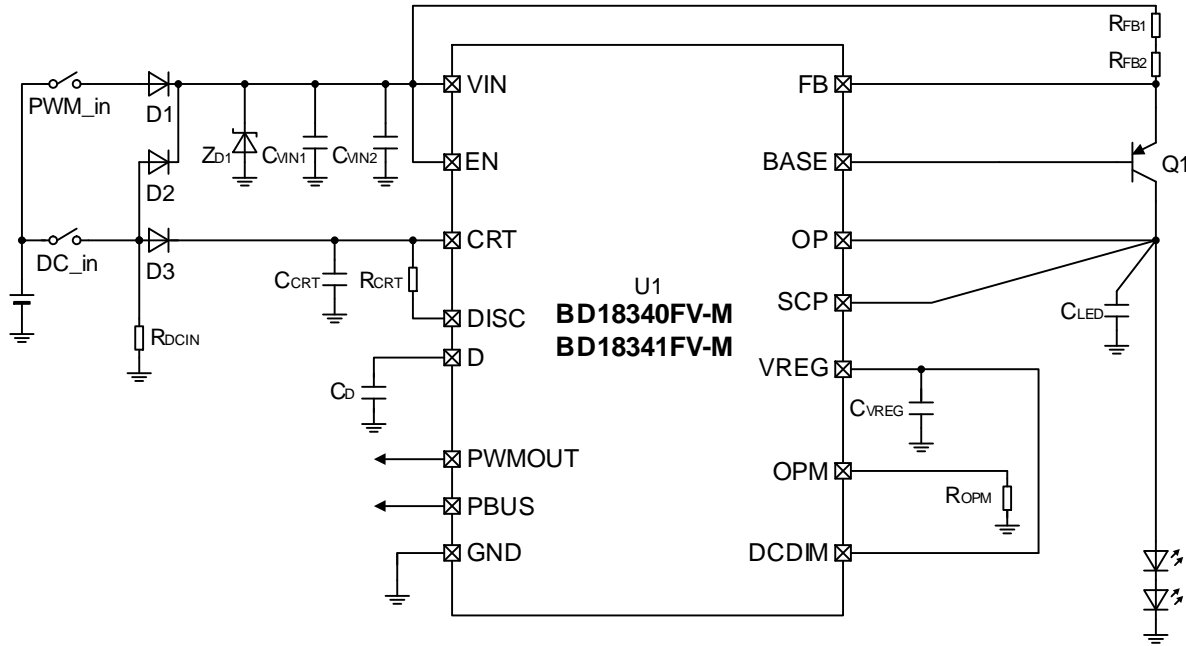 RFB1
RFB2
VIN
FB
PWM_in
D1
ZD1
CVIN1
CVIN2
EN
BASE
Q1
D2
CRT
OP
DC_in
D3
CCRT
RCRT
U1
SCP
BD18340FV-M
CLED
DISC
RDCIN
BD18341FV-M
D
VREG
CD
CVREG
PWMOUT
OPM
ROPM
PBUS
GND
DCDIM